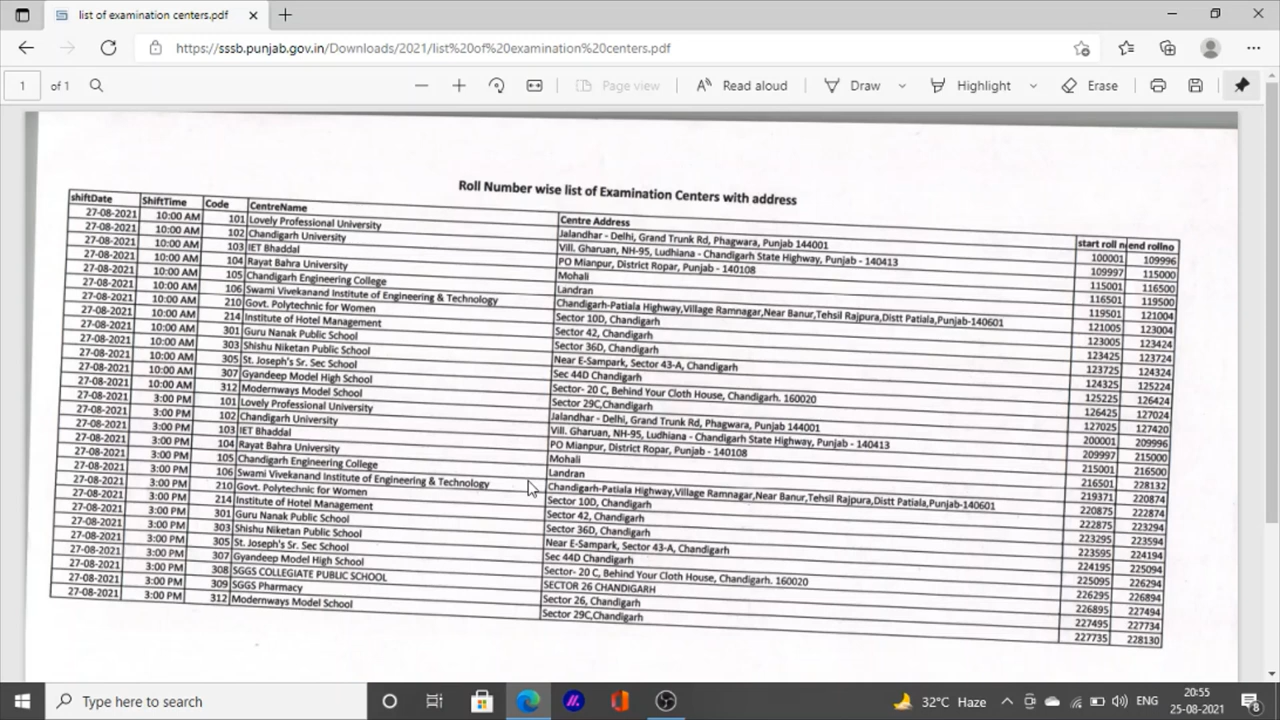 list of examination centers.pdf
https://sssb.punjab.gov.in/Downloads/2021/list%20of%20examination%20centers.pdf
1 of 1 Page view Read aloud Draw Highlight Erase
Roll Number wise list of Examination Centers with address
shiftDate ShiftTime Code CentreName Centre Address start roll n end rollno
27-08-2021 10:00 AM 101 Lovely Professional University Jalandhar - Delhi, Grand Trunk Rd, Phagwara, Punjab 144001 100001 109996
27-08-2021 10:00 AM 102 Chandigarh University Vill. Gharuan, NH-95, Ludhiana - Chandigarh State Highway, Punjab - 140413 109997 115000
27-08-2021 10:00 AM 103 IET Bhaddal PO Mianpur, District Ropar, Punjab - 140108 115001 116500
27-08-2021 10:00 AM 104 Rayat Bahra University Mohali 116501 119500
27-08-2021 10:00 AM 105 Chandigarh Engineering College Landran 119501 121004
27-08-2021 10:00 AM 106 Swami Vivekanand Institute of Engineering & Technology Chandigarh-Patiala Highway,Village Ramnagar,Near Banur,Tehsil Rajpura,Distt Patiala,Punjab-140601 121005 123004
27-08-2021 10:00 AM 210 Govt. Polytechnic for Women Sector 10D, Chandigarh 123005 123424
27-08-2021 10:00 AM 214 Institute of Hotel Management Sector 42, Chandigarh 123425 123724
27-08-2021 10:00 AM 301 Guru Nanak Public School Sector 36D, Chandigarh 123725 124324
27-08-2021 10:00 AM 303 Shishu Niketan Public School Near E-Sampark, Sector 43-A, Chandigarh 124325 125224
27-08-2021 10:00 AM 305 St. Joseph's Sr. Sec School Sec 44D Chandigarh 125225 126424
27-08-2021 10:00 AM 307 Gyandeep Model High School Sector- 20 C, Behind Your Cloth House, Chandigarh. 160020 126425 127024
27-08-2021 10:00 AM 312 Modernways Model School Sector 29C,Chandigarh 127025 127420
27-08-2021 3:00 PM 101 Lovely Professional University Jalandhar - Delhi, Grand Trunk Rd, Phagwara, Punjab 144001 200001 209996
27-08-2021 3:00 PM 102 Chandigarh University Vill. Gharuan, NH-95, Ludhiana - Chandigarh State Highway, Punjab - 140413 209997 215000
27-08-2021 3:00 PM 103 IET Bhaddal PO Mianpur, District Ropar, Punjab - 140108 215001 216500
27-08-2021 3:00 PM 104 Rayat Bahra University Mohali 216501 228132
27-08-2021 3:00 PM 105 Chandigarh Engineering College Landran 219371 220874
27-08-2021 3:00 PM 106 Swami Vivekanand Institute of Engineering & Technology Chandigarh-Patiala Highway,Village Ramnagar,Near Banur,Tehsil Rajpura,Distt Patiala,Punjab-140601 220875 222874
27-08-2021 3:00 PM 210 Govt. Polytechnic for Women Sector 10D, Chandigarh 222875 223294
27-08-2021 3:00 PM 214 Institute of Hotel Management Sector 42, Chandigarh 223295 223594
27-08-2021 3:00 PM 301 Guru Nanak Public School Sector 36D, Chandigarh 223595 224194
27-08-2021 3:00 PM 303 Shishu Niketan Public School Near E-Sampark, Sector 43-A, Chandigarh 224195 225094
27-08-2021 3:00 PM 305 St. Joseph's Sr. Sec School Sec 44D Chandigarh 225095 226294
27-08-2021 3:00 PM 307 Gyandeep Model High School Sector- 20 C, Behind Your Cloth House, Chandigarh. 160020 226295 226894
27-08-2021 3:00 PM 308 SGGS COLLEGIATE PUBLIC SCHOOL SECTOR 26 CHANDIGARH 226895 227494
27-08-2021 3:00 PM 309 SGGS Pharmacy Sector 26, Chandigarh 227495 227734
27-08-2021 3:00 PM 312 Modernways Model School Sector 29C,Chandigarh 227735 228130
Type here to search 32°C Haze ENG 20:55
25-08-2021 8